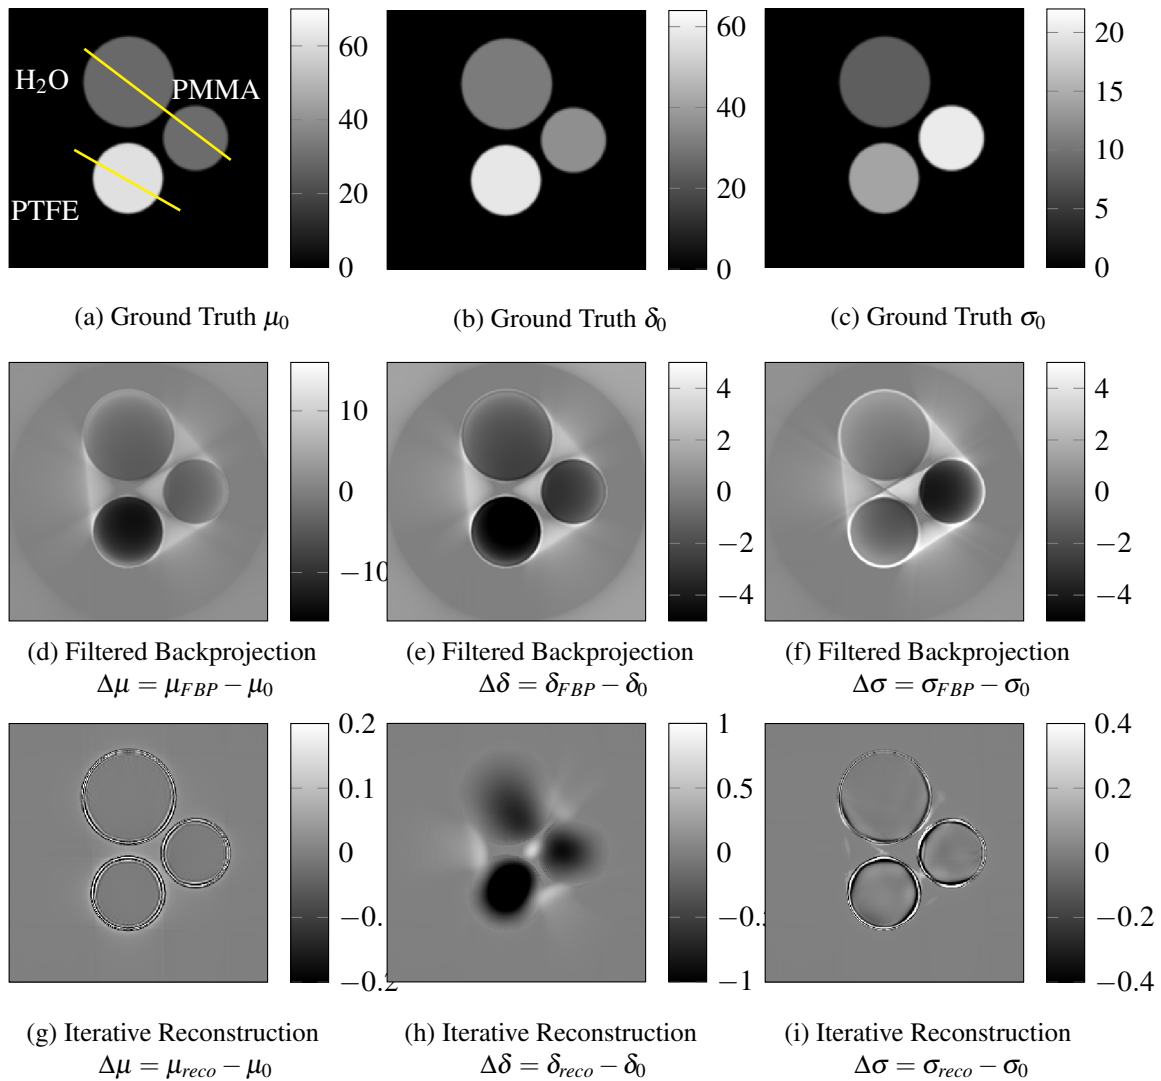 H2O
PMMA
PTFE
60
40
20
0
60
40
20
0
20
15
10
5
0
(a) Ground Truth μ0
(b) Ground Truth δ0
(c) Ground Truth σ0
10
0
−10
4
2
0
−2
−4
4
2
0
−2
−4
(d) Filtered Backprojection
Δμ = μFBP − μ0
(e) Filtered Backprojection
Δδ = δFBP − δ0
(f) Filtered Backprojection
Δσ = σFBP − σ0
0.2
0.1
0
−0.
−0.2
1
0.5
0
−0.
−1
0.4
0.2
0
−0.2
−0.4
(g) Iterative Reconstruction
Δμ = μreco − μ0
(h) Iterative Reconstruction
Δδ = δreco − δ0
(i) Iterative Reconstruction
Δσ = σreco − σ0